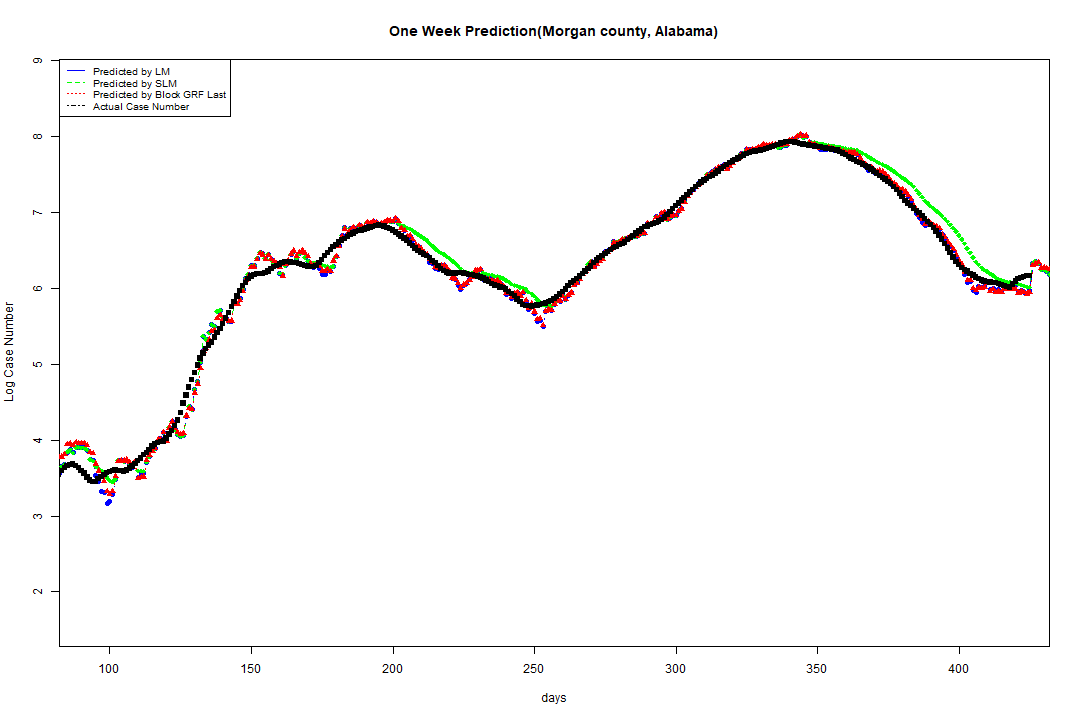 One Week Prediction(Morgan county, Alabama)
Predicted by LM
Predicted by SLM
Predicted by Block GRF Last
Actual Case Number
9
8
7
6
5
4
3
2
Log Case Number
100 150 200 250 300 350 400
days